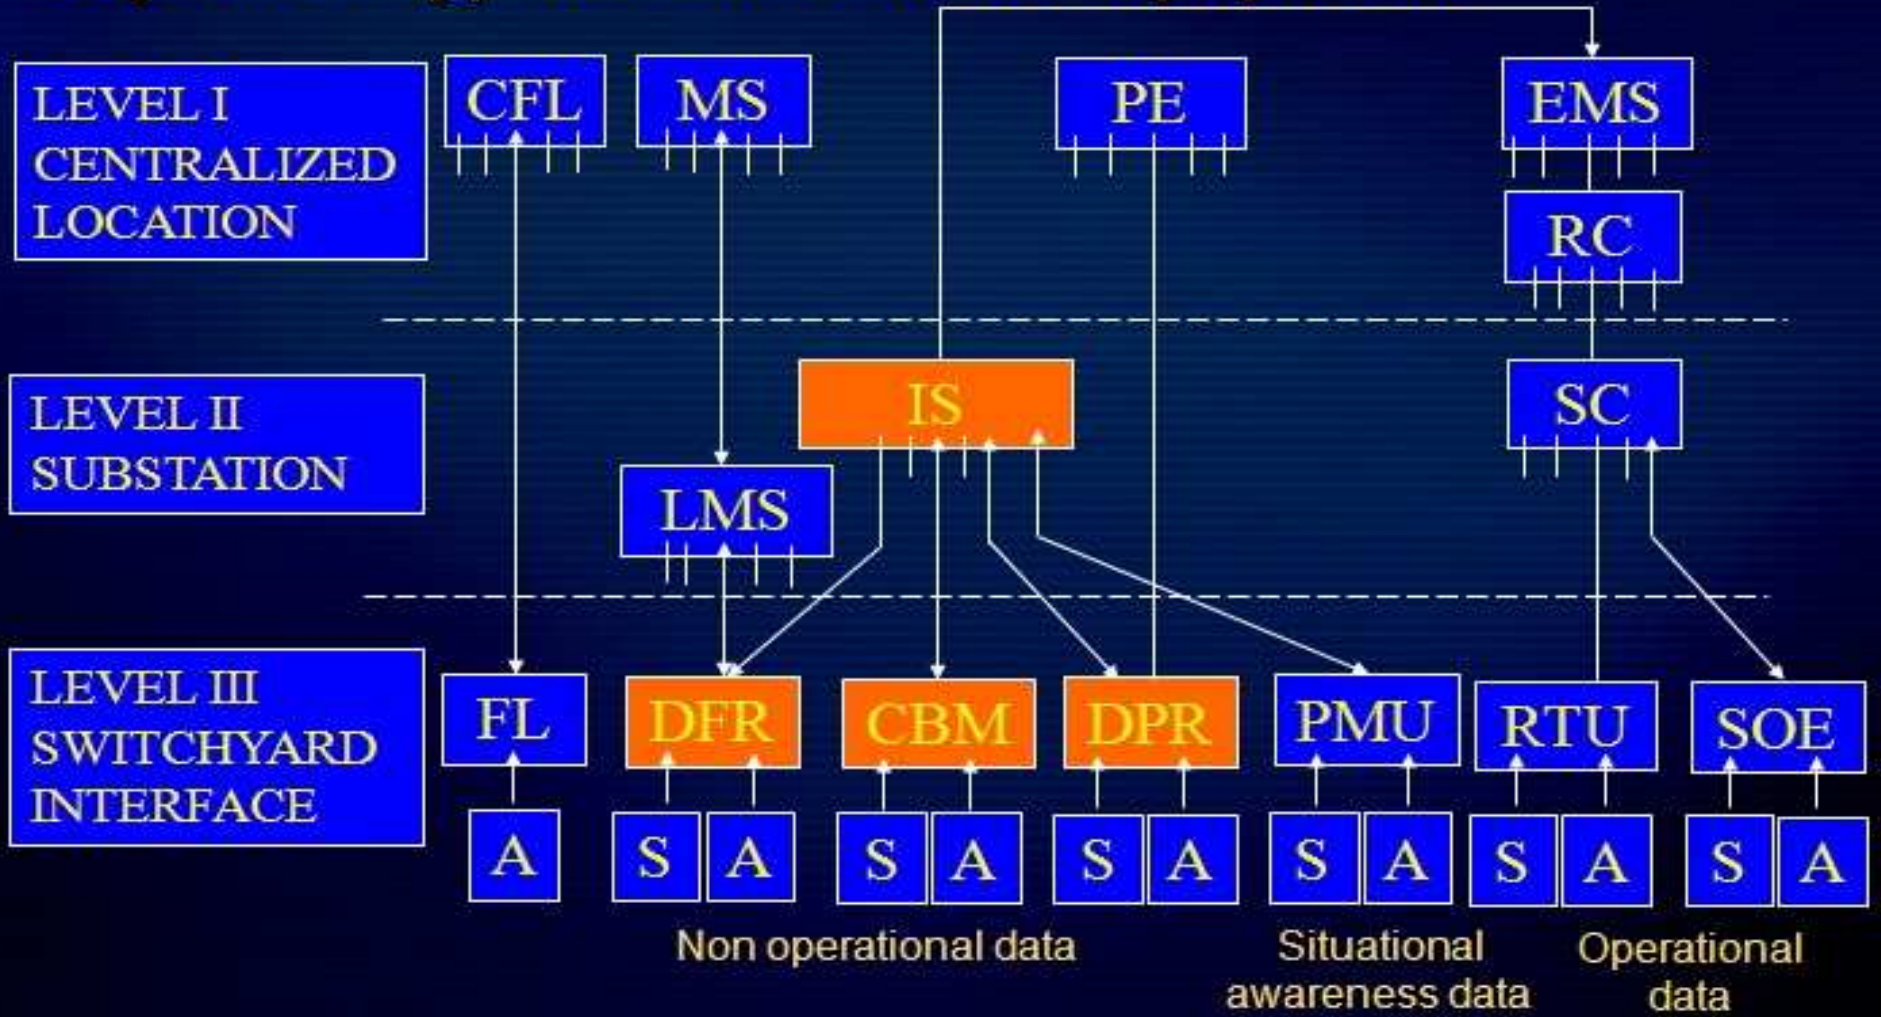 LEVEL I
CENTRALIZED
LOCATION
CFL
MS
PE
EMS
RC
LEVEL II
SUBSTATION
IS
SC
LMS
LEVEL III
SWITCHYARD
INTERFACE
FL
DFR
CBM
DPR
PMU
RTU
SOE
A
S
A
S
A
S
A
S
A
S
A
S
A
Non operational data
Situational
awareness data
Operational
data